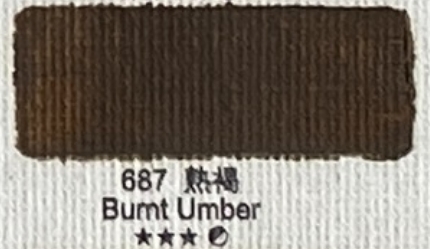 687 熟褐
Burnt Umber
★★★